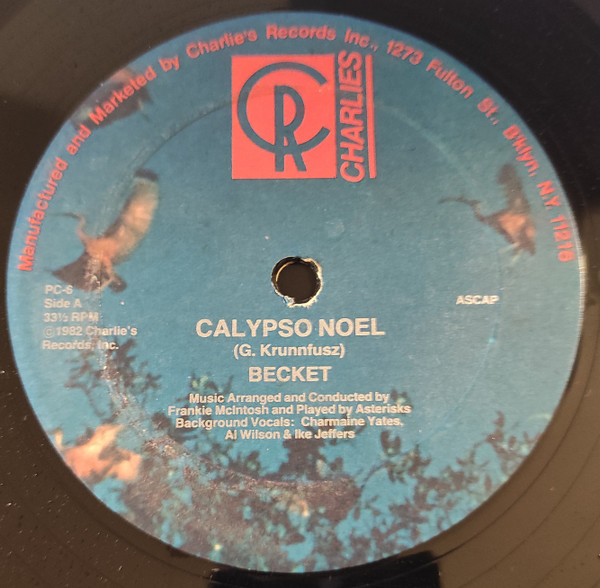 Manufactured and Marketed by Charlie's Records Inc., 1273 Fulton St., B'klyn, N.Y. 11216
CR
CHARLIES
PC-6
Side A
33⅓ RPM
©1982 Charlie's
Records, Inc.
ASCAP
CALYPSO NOEL
(G. Krunnfusz)
BECKET
Music Arranged and Conducted by
Frankie McIntosh and Played by Asterisks
Background Vocals: Charmaine Yates,
Al Wilson & Ike Jeffers